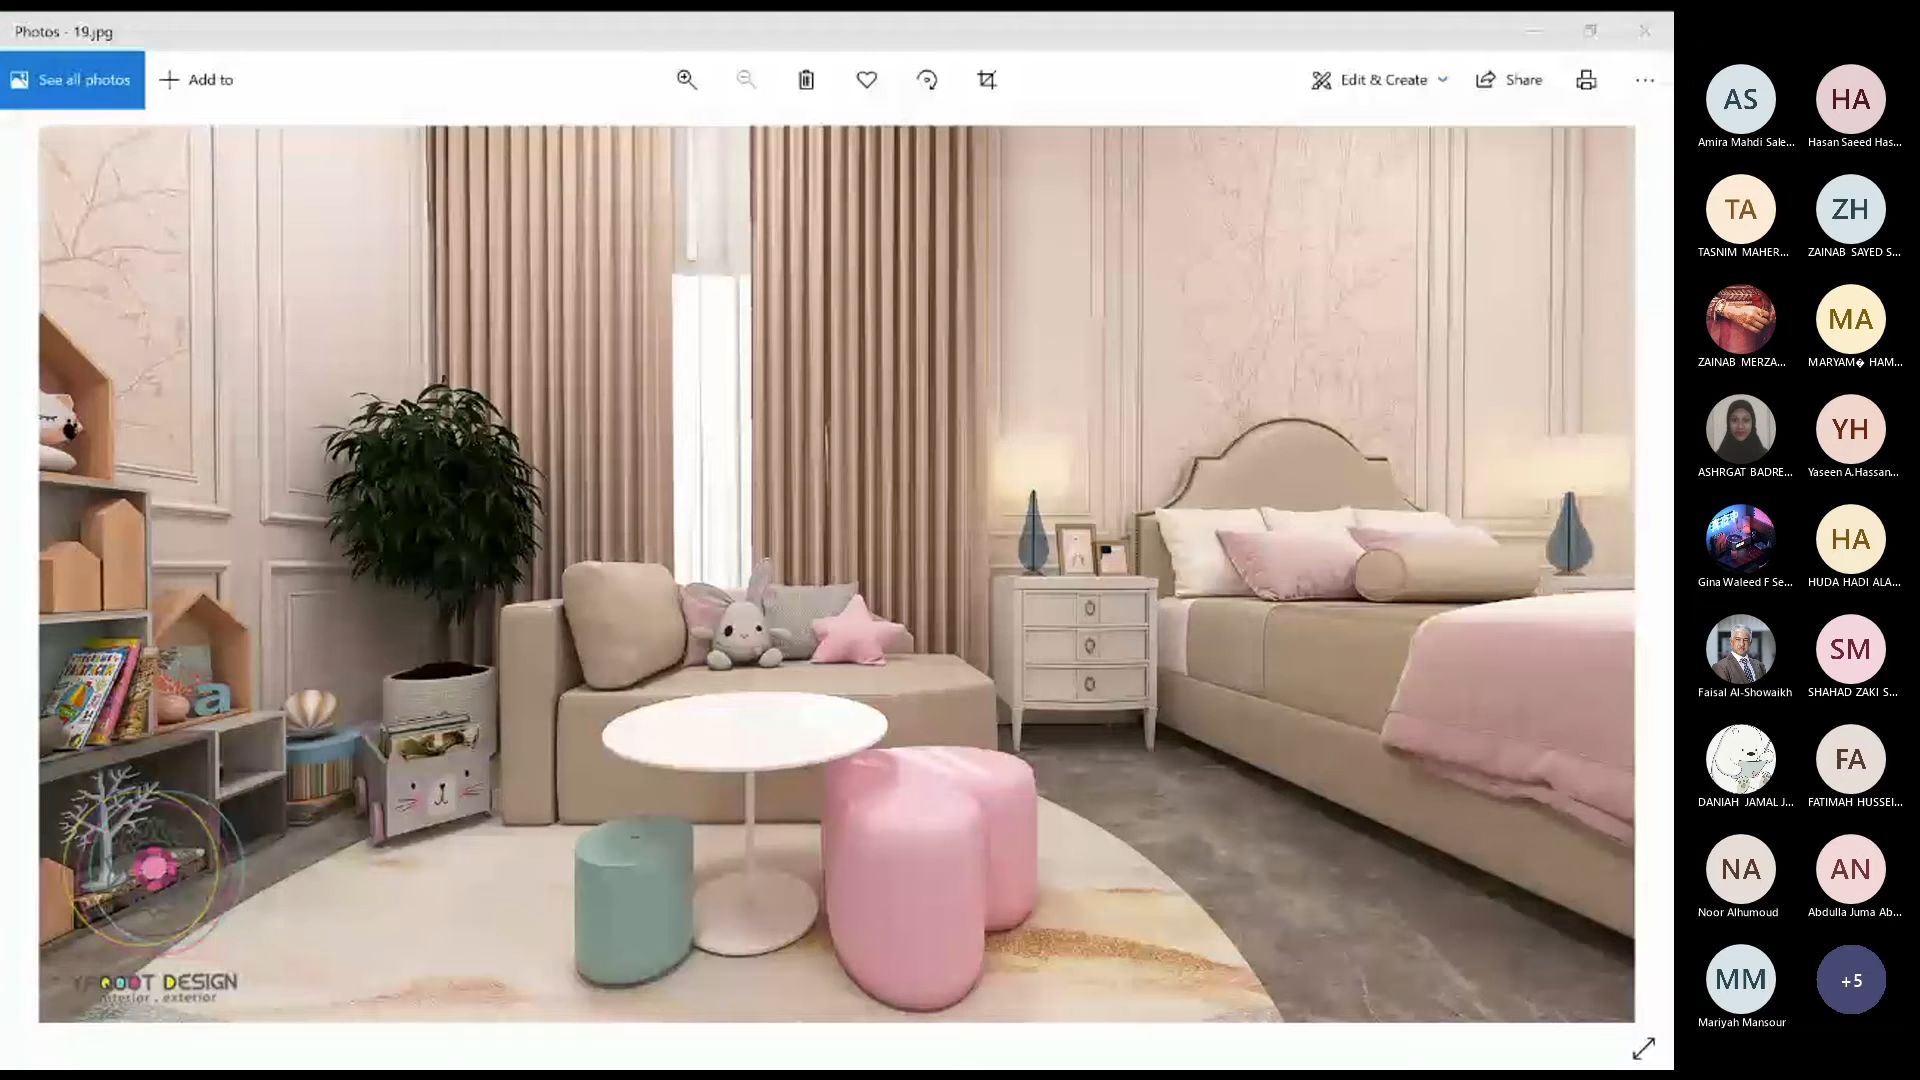 Photos - 19.jpg
See all photos
Add to
Edit & Create
Share
AS
Amira Mahdi Sale...
HA
Hasan Saeed Has...
TA
TASNIM MAHER...
ZH
ZAINAB SAYED S...
ZAINAB MERZA...
MA
MARYAM� HAM...
ASHRGAT BADRE...
YH
Yaseen A.Hassan...
Gina Waleed F Se...
HA
HUDA HADI ALA...
Faisal Al-Showaikh
SM
SHAHAD ZAKI S...
DANIAH JAMAL J...
FA
FATIMAH HUSSEI...
NA
Noor Alhumoud
AN
Abdulla Juma Ab...
MM
Mariyah Mansour
+5
a
DESIGN
interior . exterior